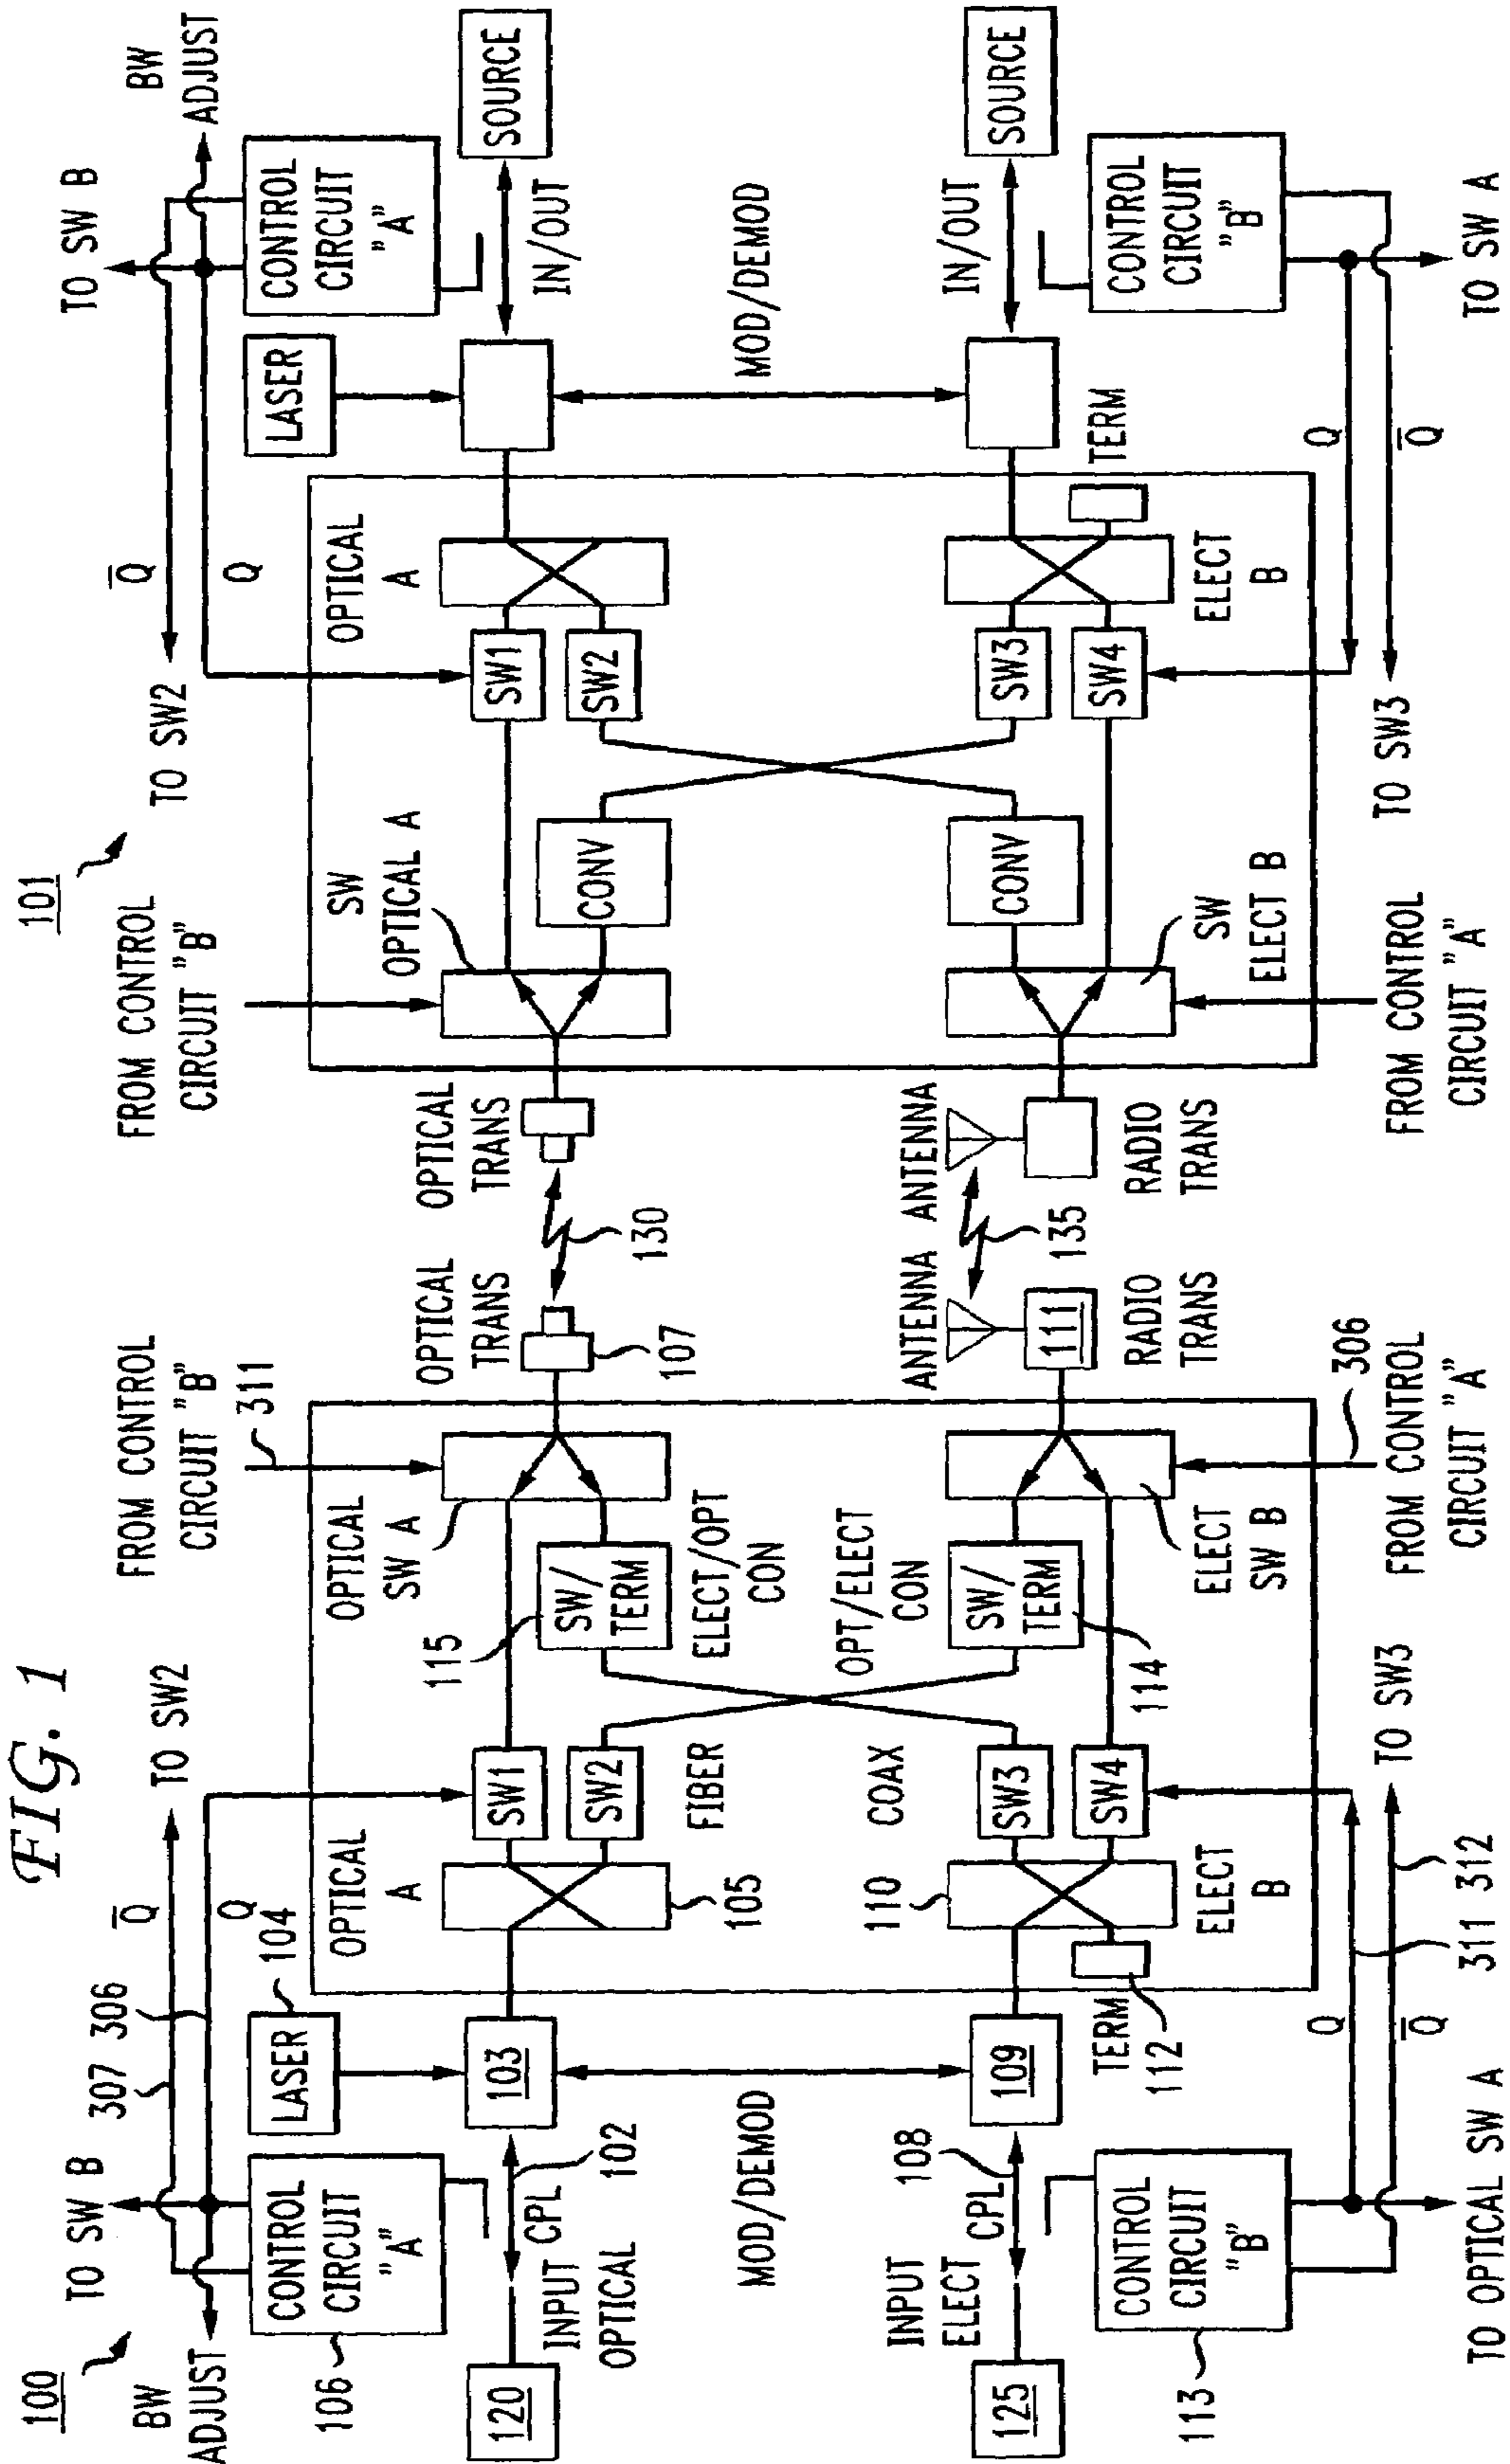 FIG. 1
100
BW
ADJUST
TO SW B
307
306
Q̅
Q
TO SW2
106
CONTROL
CIRCUIT
"A"
LASER
104
120
INPUT
OPTICAL
CPL
102
103
MOD/DEMOD
OPTICAL
A
105
SW1
SW2
FIBER
115
SW/
TERM
ELECT/OPT
CON
OPTICAL
SW A
FROM CONTROL
CIRCUIT "B"
311
OPTICAL
TRANS
107
130
125
INPUT
ELECT
CPL
108
109
TERM
112
110
ELECT
B
COAX
SW3
SW4
OPT/ELECT
CON
SW/
TERM
114
ELECT
SW B
FROM CONTROL
CIRCUIT "A"
306
ANTENNA
111
RADIO
TRANS
135
113
CONTROL
CIRCUIT
"B"
TO OPTICAL SW A
Q
Q̅
311
312
TO SW3
101
OPTICAL
TRANS
FROM CONTROL
CIRCUIT "B"
SW
OPTICAL A
CONV
SW1
SW2
OPTICAL
A
TO SW2
Q̅
Q
LASER
TO SW B
BW
ADJUST
CONTROL
CIRCUIT
"A"
IN/OUT
SOURCE
MOD/DEMOD
ANTENNA
RADIO
TRANS
CONV
SW
ELECT B
FROM CONTROL
CIRCUIT "A"
SW3
SW4
ELECT
B
TERM
TO SW3
Q
Q̅
IN/OUT
SOURCE
CONTROL
CIRCUIT
"B"
TO SW A